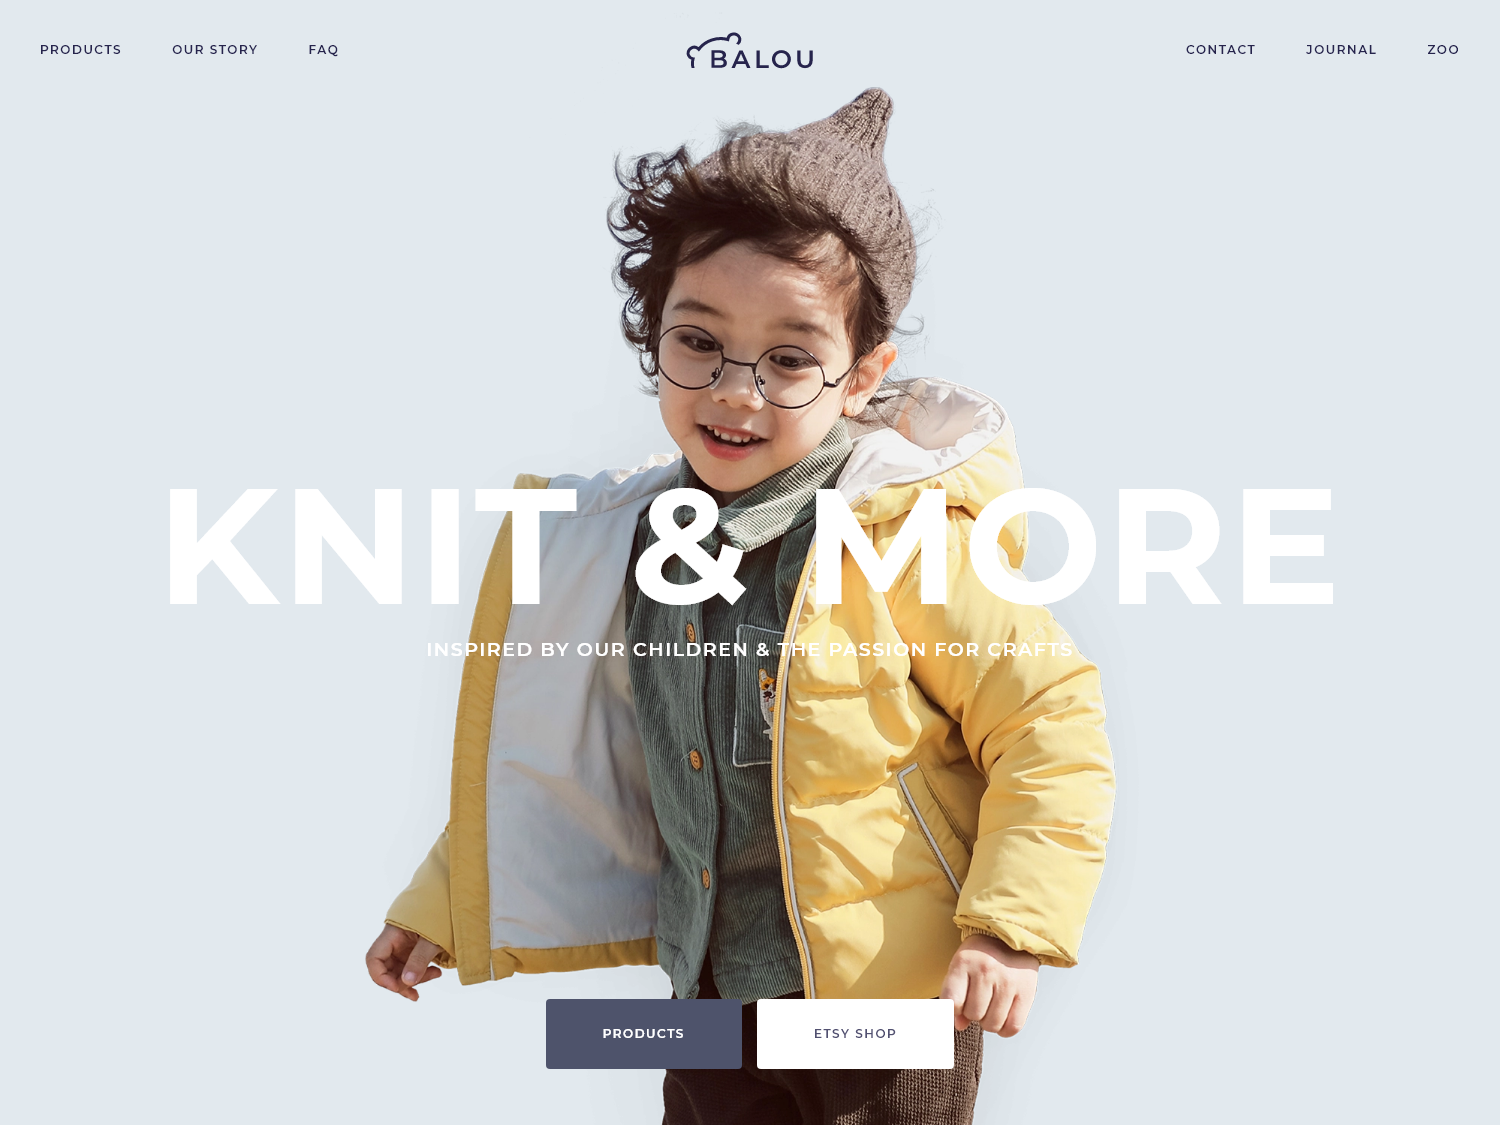 PRODUCTS
OUR STORY
FAQ
BALOU
CONTACT
JOURNAL
ZOO
KNIT & MORE
INSPIRED BY OUR CHILDREN & THE PASSION FOR CRAFTS
PRODUCTS
ETSY SHOP